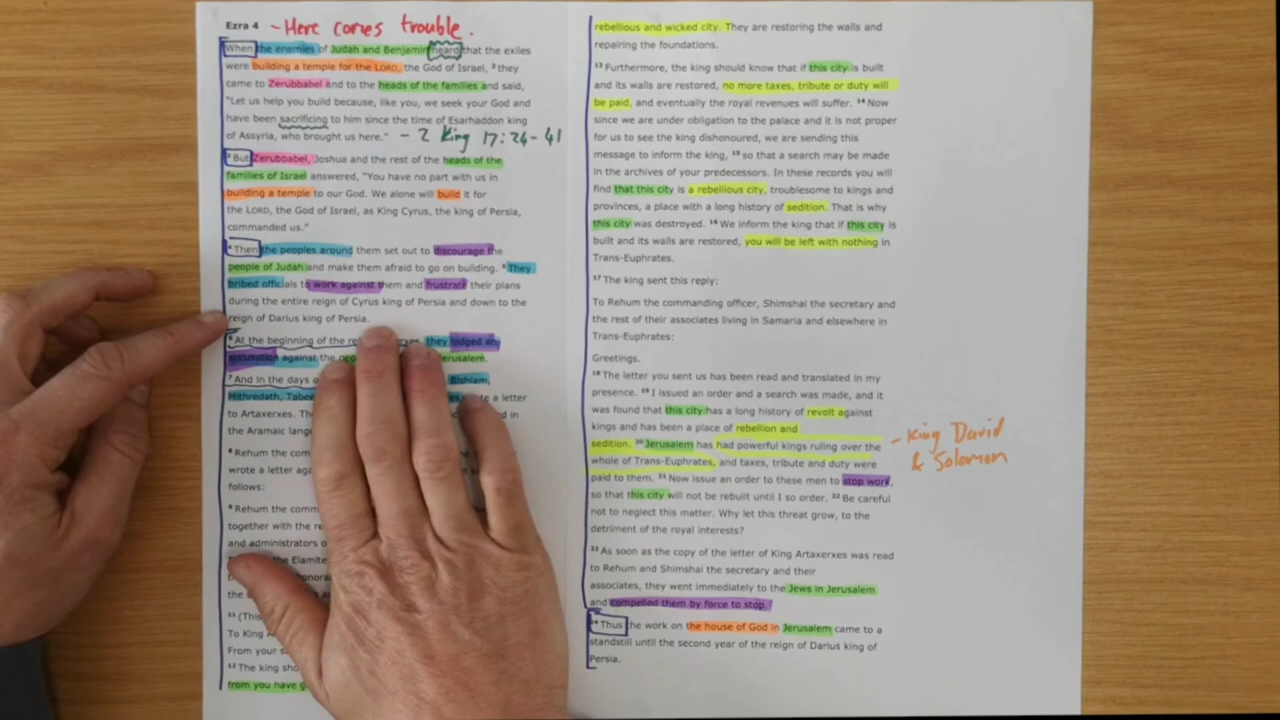 Ezra 4 - Here comes trouble.
When the enemies of Judah and Benjamin heard that the exiles
were building a temple for the LORD, the God of Israel, ² they
came to Zerubbabel and to the heads of the families and said,
"Let us help you build because, like you, we seek your God and
have been sacrificing to him since the time of Esarhaddon king
of Assyria, who brought us here." - 2 King 17:24-41
³ But Zerubbabel, Joshua and the rest of the heads of the
families of Israel answered, "You have no part with us in
building a temple to our God. We alone will build it for
the LORD, the God of Israel, as King Cyrus, the king of Persia,
commanded us."
⁴ Then the peoples around them set out to discourage the
people of Judah and make them afraid to go on building. ⁵ They
bribed officials to work against them and frustrate their plans
during the entire reign of Cyrus king of Persia and down to the
reign of Darius king of Persia.
⁶ At the beginning of the they lodged an
accusation against the Jerusalem.
⁷ And in the days Bishlam,
Mithredath, a letter
to Artaxerxes. in
the Aramaic
⁸ Rehum the
wrote a letter
follows:
⁹ Rehum the
together with the
and administrators
the
the
¹¹ (This
To King
From your
¹² The king
from you have
rebellious and wicked city. They are restoring the walls and
repairing the foundations.
¹³ Furthermore, the king should know that if this city is built
and its walls are restored, no more taxes, tribute or duty will
be paid, and eventually the royal revenues will suffer. ¹⁴ Now
since we are under obligation to the palace and it is not proper
for us to see the king dishonoured, we are sending this
message to inform the king, ¹⁵ so that a search may be made
in the archives of your predecessors. In these records you will
find that this city is a rebellious city, troublesome to kings and
provinces, a place with a long history of sedition. That is why
this city was destroyed. ¹⁶ We inform the king that if this city is
built and its walls are restored, you will be left with nothing in
Trans-Euphrates.
¹⁷ The king sent this reply:
To Rehum the commanding officer, Shimshai the secretary and
the rest of their associates living in Samaria and elsewhere in
Trans-Euphrates:
Greetings.
¹⁸ The letter you sent us has been read and translated in my
presence. ¹⁹ I issued an order and a search was made, and it
was found that this city has a long history of revolt against
kings and has been a place of rebellion and
sedition. ²⁰ Jerusalem has had powerful kings ruling over the
whole of Trans-Euphrates, and taxes, tribute and duty were
paid to them. ²¹ Now issue an order to these men to stop work,
so that this city will not be rebuilt until I so order. ²² Be careful
not to neglect this matter. Why let this threat grow, to the
detriment of the royal interests?
²³ As soon as the copy of the letter of King Artaxerxes was read
to Rehum and Shimshai the secretary and their
associates, they went immediately to the Jews in Jerusalem
and compelled them by force to stop.
²⁴ Thus the work on the house of God in Jerusalem came to a
standstill until the second year of the reign of Darius king of
Persia.
- King David
& Solomon